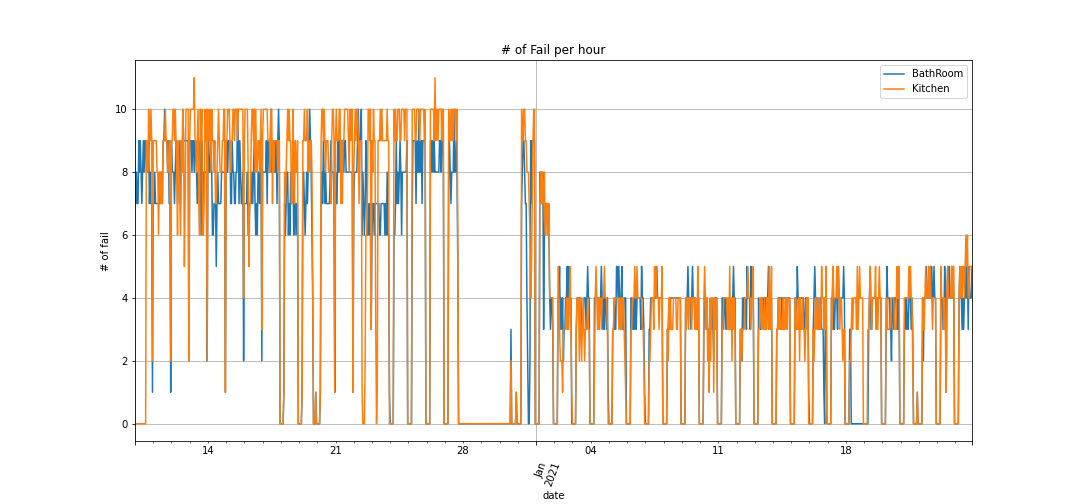 # of Fail per hour
BathRoom
Kitchen
10
8
6
4
2
0
# of fail
14
21
28
Jan
2021
04
11
18
date